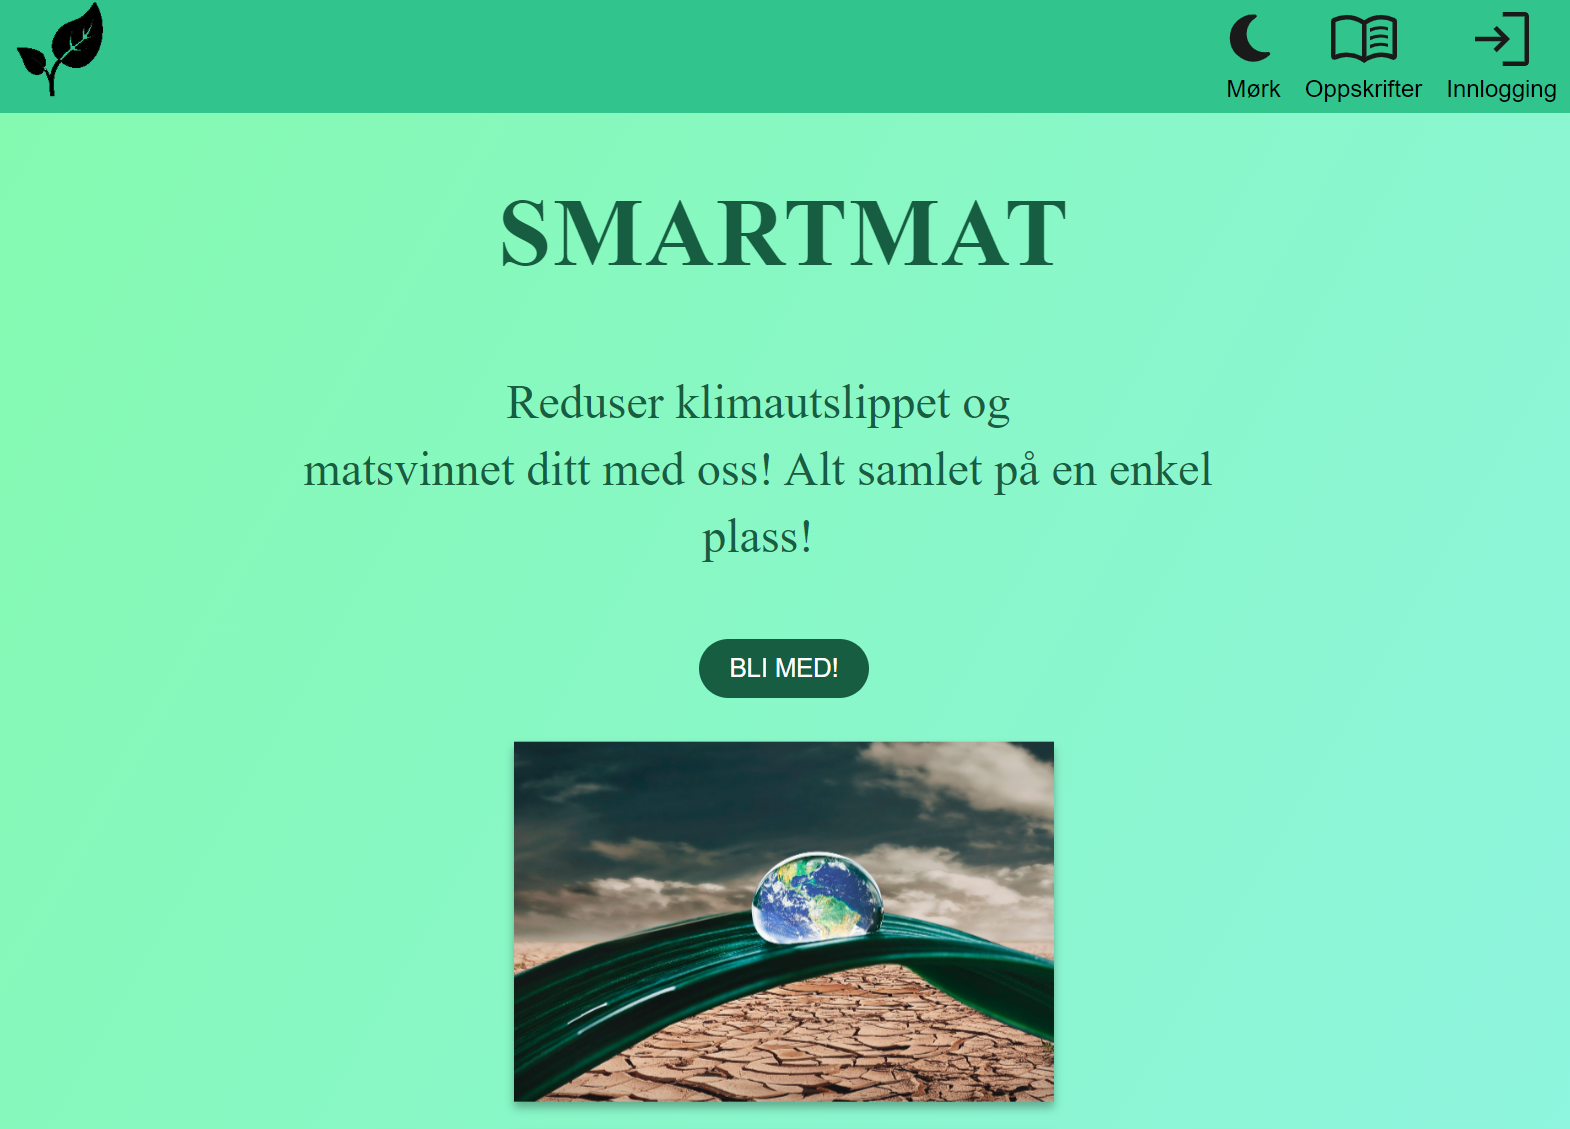 Mørk
Oppskrifter
Innlogging
SMARTMAT
Reduser klimautslippet og
matsvinnet ditt med oss! Alt samlet på en enkel
plass!
BLI MED!